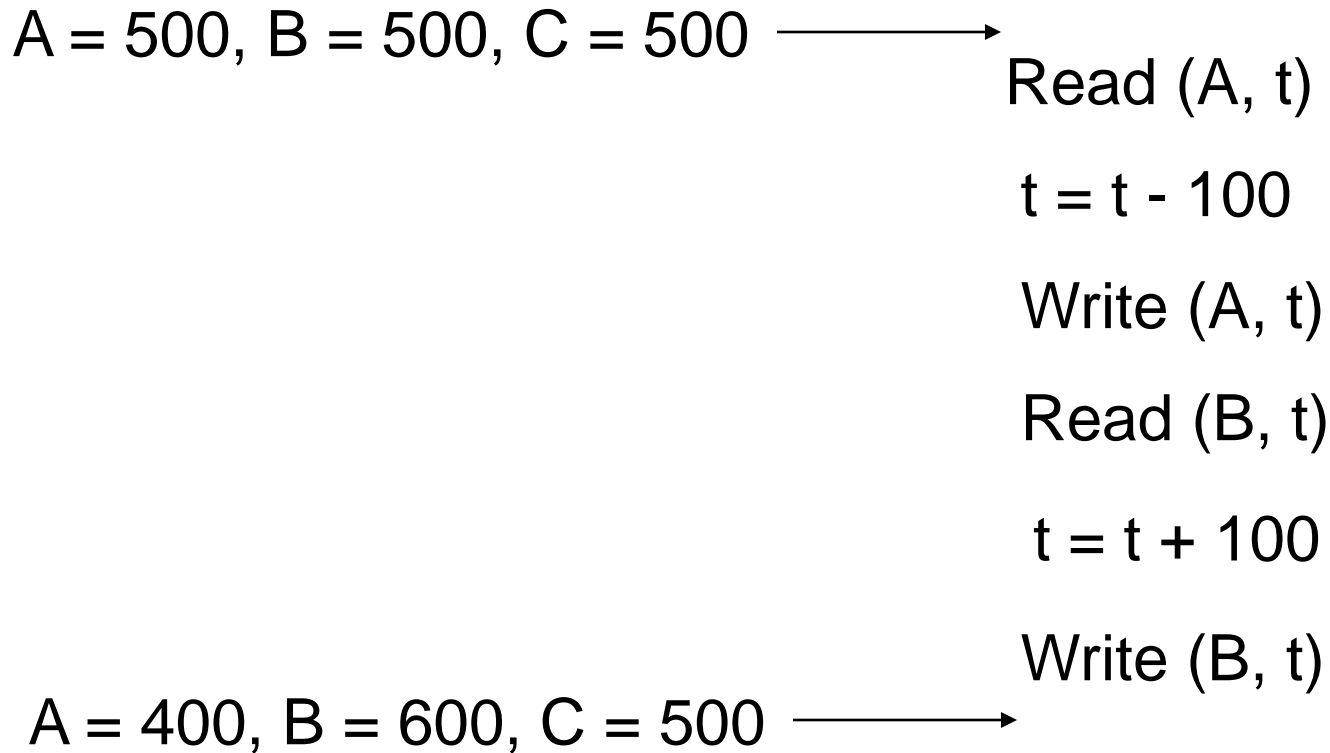 A = 500, B = 500, C = 500
Read (A, t)
t = t - 100
Write (A, t)
Read (B, t)
t = t + 100
Write (B, t)
A = 400, B = 600, C = 500